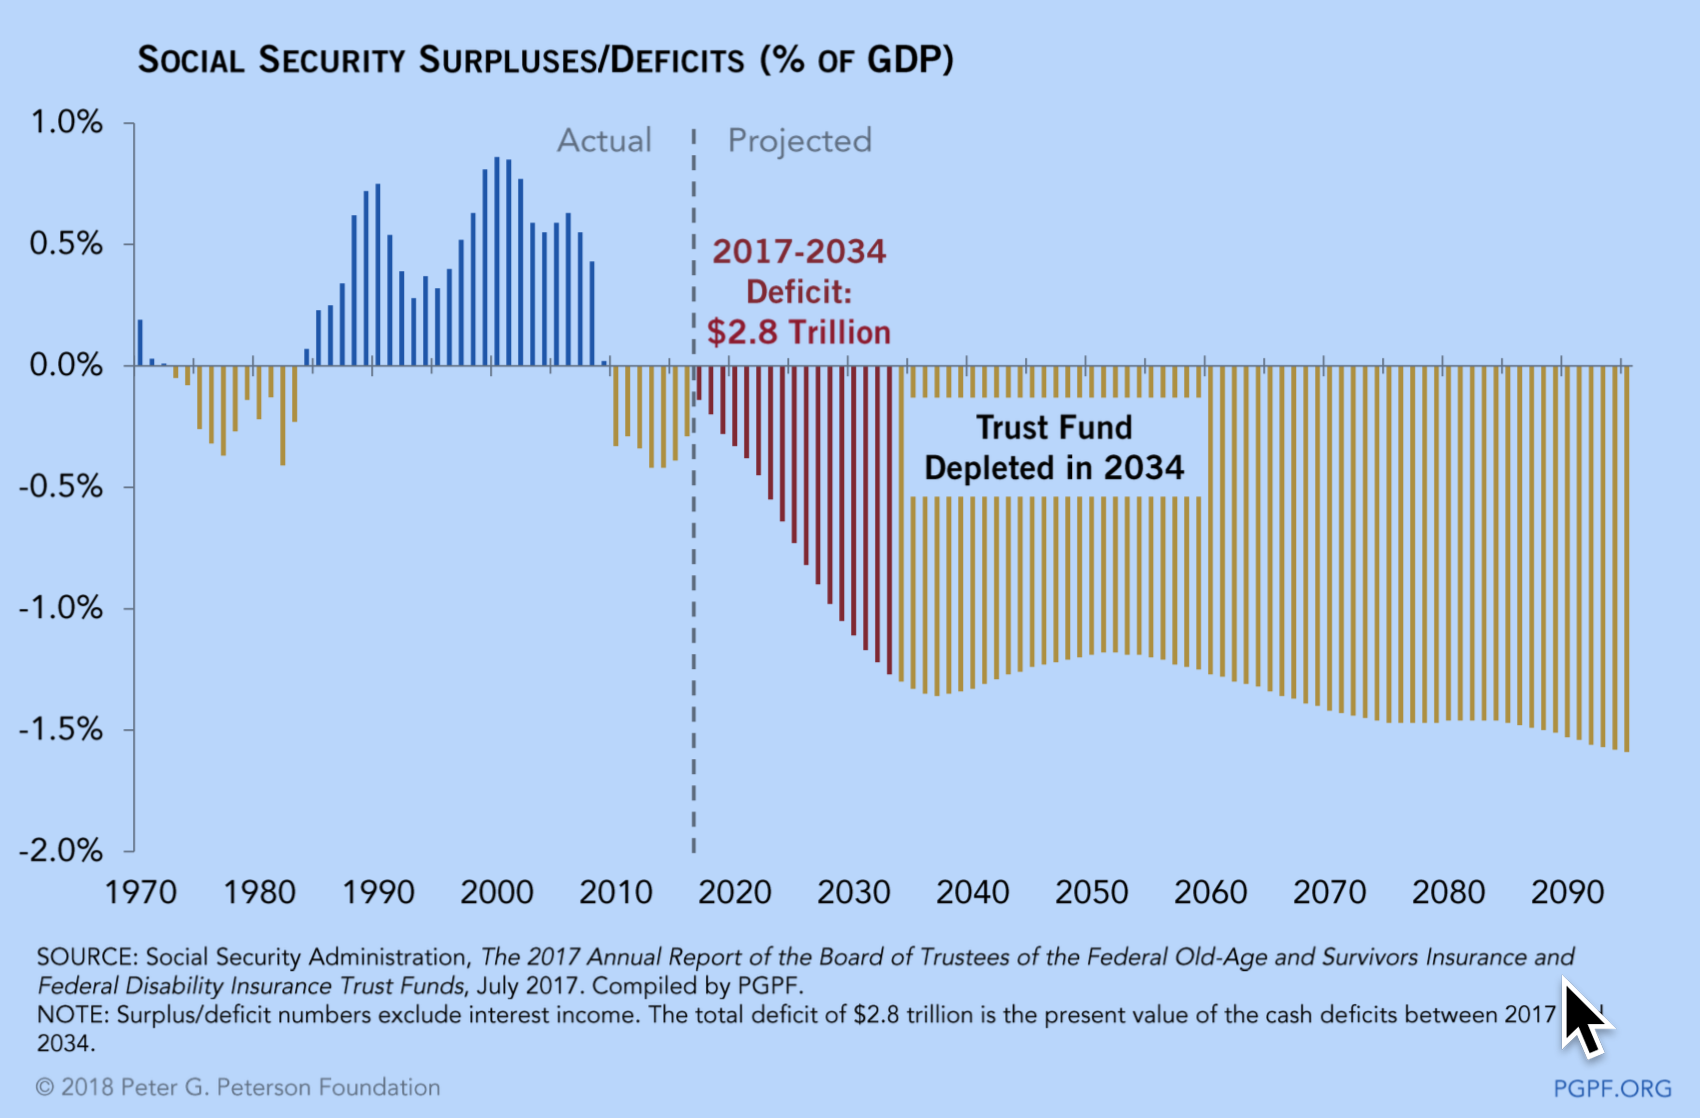 SOCIAL SECURITY SURPLUSES/DEFICITS (% OF GDP)
1.0%
Actual
Projected
0.5%
2017-2034
Deficit:
$2.8 Trillion
0.0%
Trust Fund
Depleted in 2034
-0.5%
-1.0%
-1.5%
-2.0%
1970 1980 1990 2000 2010 2020 2030 2040 2050 2060 2070 2080 2090
SOURCE: Social Security Administration, The 2017 Annual Report of the Board of Trustees of the Federal Old-Age and Survivors Insurance and
Federal Disability Insurance Trust Funds, July 2017. Compiled by PGPF.
NOTE: Surplus/deficit numbers exclude interest income. The total deficit of $2.8 trillion is the present value of the cash deficits between 2017
2034.
© 2018 Peter G. Peterson Foundation
PGPF.ORG